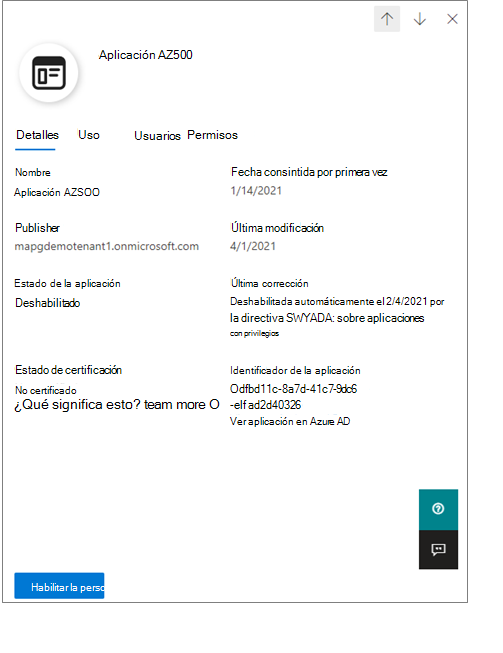 Aplicación AZ500
Detalles Uso Usuarios Permisos
Nombre
Aplicación AZSOO
Fecha consintida por primera vez
1/14/2021
Publisher
mapgdemotenant1.onmicrosoft.com
Última modificación
4/1/2021
Estado de la aplicación
Deshabilitado
Última corrección
Deshabilitada automáticamente el 2/4/2021 por
la directiva SWYADA: sobre aplicaciones
con privilegios
Estado de certificación
No certificado
¿Qué significa esto? team more O
Identificador de la aplicación
Odfbd11c-8a7d-41c7-9dc6
-elf ad2d40326
Ver aplicación en Azure AD
Habilitar la perso